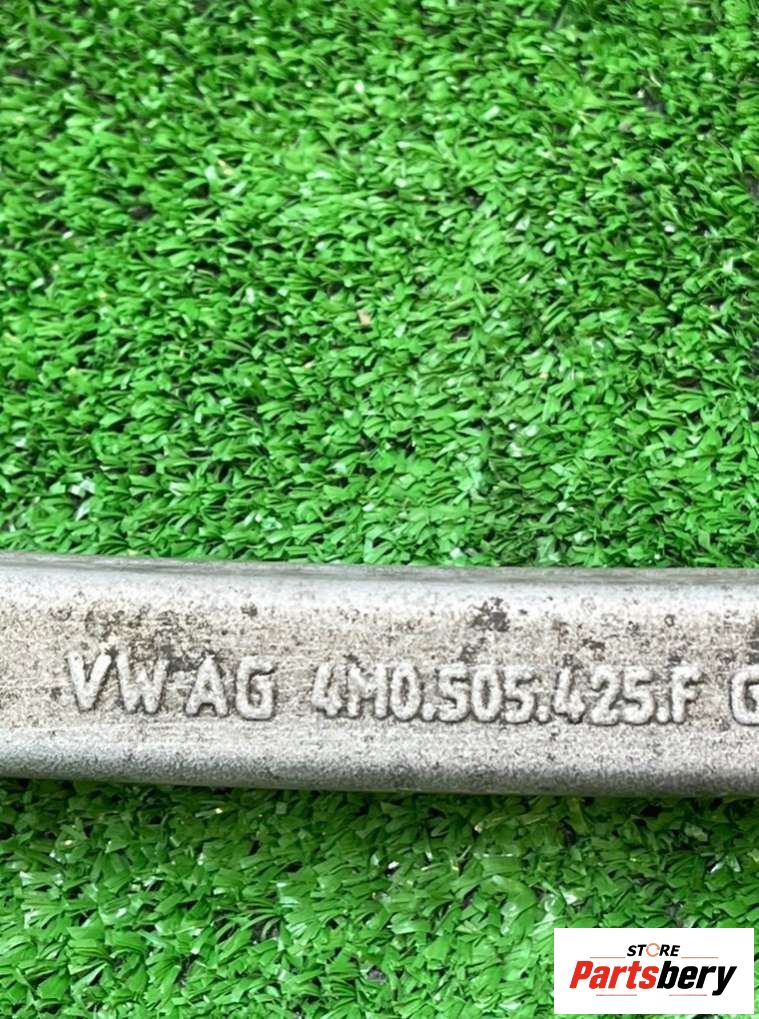 VW AG 4M0.505.425.F G
STORE
Partsbery